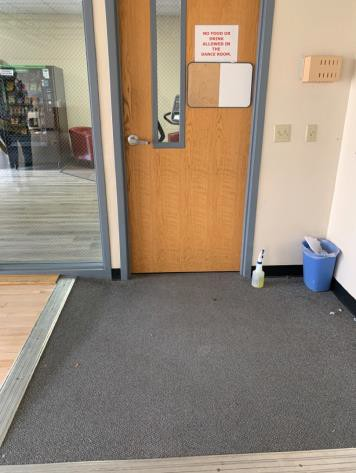 NO FOOD OR
DRINK
ALLOWED IN
THE
DANCE ROOM.